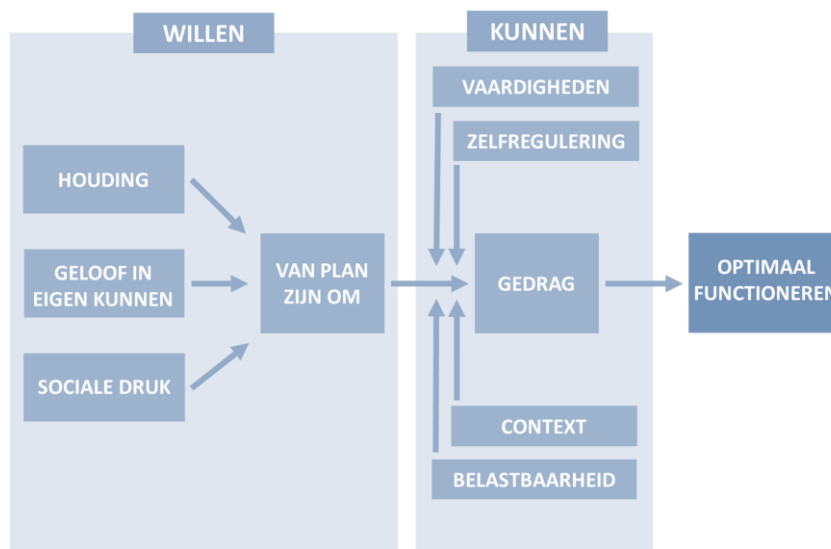 WILLEN
HOUDING
GELOOF IN
EIGEN KUNNEN
SOCIALE DRUK
VAN PLAN
ZIJN OM
KUNNEN
VAARDIGHEDEN
ZELFREGULERING
GEDRAG
CONTEXT
BELASTBAARHEID
OPTIMAAL
FUNCTIONEREN